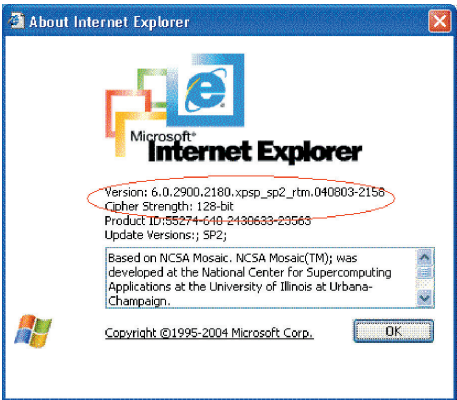 About Internet Explorer
Microsoft®
Internet Explorer
Version: 6.0.2900.2180.xpsp_sp2_rtm.040803-2158
Cipher Strength: 128-bit
Product ID:55274-640-2430633-23563
Update Versions:; SP2;
Based on NCSA Mosaic. NCSA Mosaic(TM); was
developed at the National Center for Supercomputing
Applications at the University of Illinois at Urbana-
Champaign.
Copyright ©1995-2004 Microsoft Corp.
OK